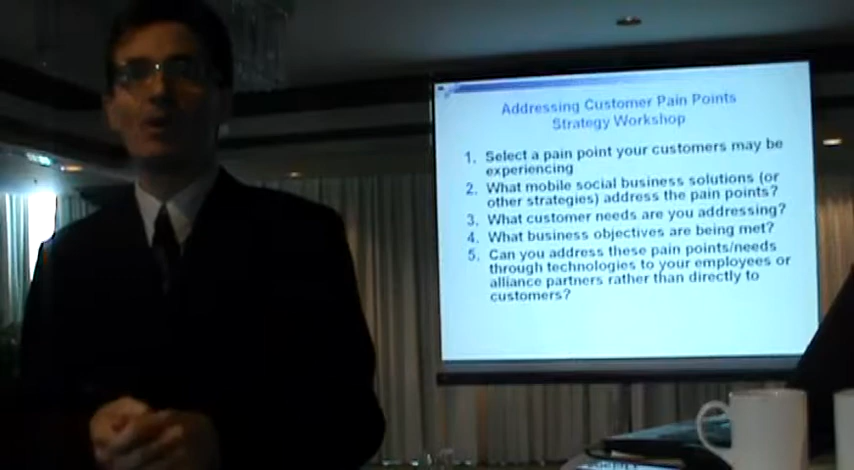 Addressing Customer Pain Points
Strategy Workshop
1. Select a pain point your customers may be
experiencing
2. What mobile social business solutions (or
other strategies) address the pain points?
3. What customer needs are you addressing?
4. What business objectives are being met?
5. Can you address these pain points/needs
through technologies to your employees or
alliance partners rather than directly to
customers?